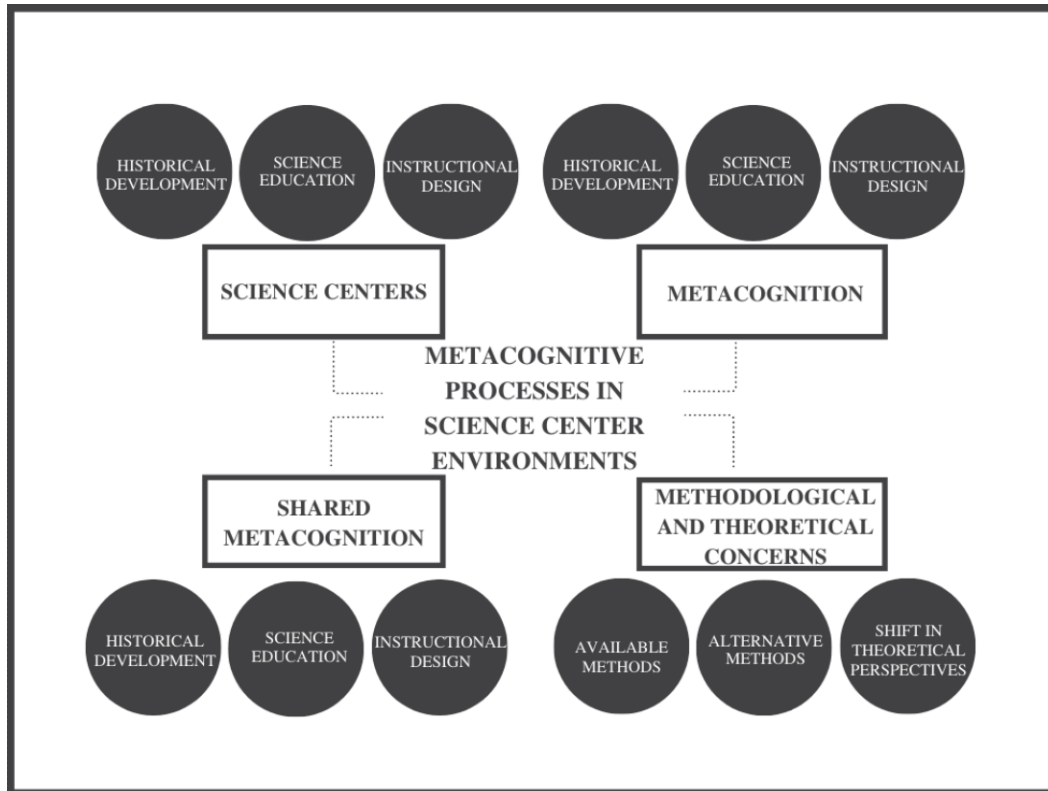 HISTORICAL
DEVELOPMENT
SCIENCE
EDUCATION
INSTRUCTIONAL
DESIGN
HISTORICAL
DEVELOPMENT
SCIENCE
EDUCATION
INSTRUCTIONAL
DESIGN
SCIENCE CENTERS
METACOGNITION
METACOGNITIVE
PROCESSES IN
SCIENCE CENTER
ENVIRONMENTS
SHARED
METACOGNITION
METHODOLOGICAL
AND THEORETICAL
CONCERNS
HISTORICAL
DEVELOPMENT
SCIENCE
EDUCATION
INSTRUCTIONAL
DESIGN
AVAILABLE
METHODS
ALTERNATIVE
METHODS
SHIFT IN
THEORETICAL
PERSPECTIVES